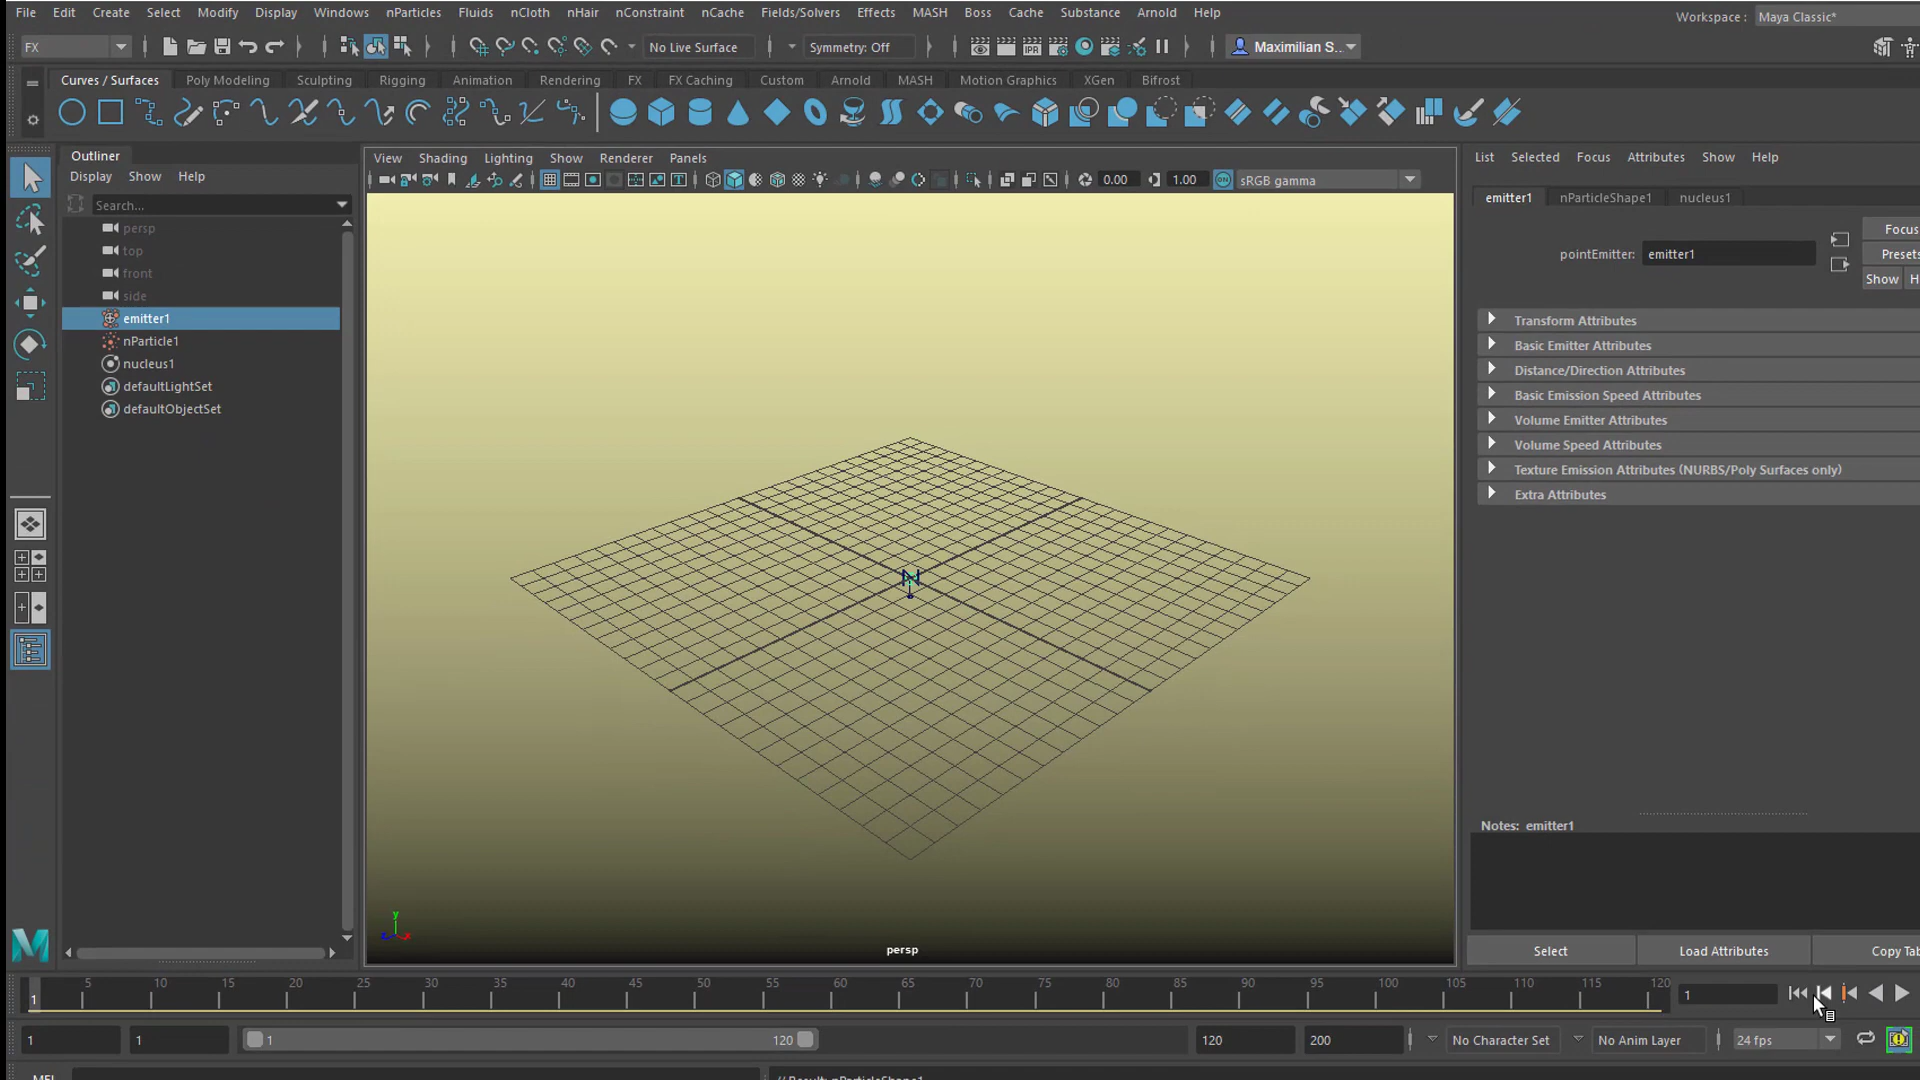 File Edit Create Select Modify Display Windows nParticles Fluids nCloth nHair nConstraint nCache Fields/Solvers Effects MASH Boss Cache Substance Arnold Help
Workspace : Maya Classic*
FX No Live Surface Symmetry: Off IPR Maximilian S..
Curves / Surfaces Poly Modeling Sculpting Rigging Animation Rendering FX FX Caching Custom Arnold MASH Motion Graphics XGen Bifrost
Outliner
Display Show Help
Search...
persp
top
front
side
emitter1
nParticle1
nucleus1
defaultLightSet
defaultObjectSet
View Shading Lighting Show Renderer Panels
0.00 1.00 ON sRGB gamma
N
y
z x
persp
List Selected Focus Attributes Show Help
emitter1 nParticleShape1 nucleus1
Focus
pointEmitter: emitter1 Presets
Show H
Transform Attributes
Basic Emitter Attributes
Distance/Direction Attributes
Basic Emission Speed Attributes
Volume Emitter Attributes
Volume Speed Attributes
Texture Emission Attributes (NURBS/Poly Surfaces only)
Extra Attributes
Notes: emitter1
Select Load Attributes Copy Tab
1 5 10 15 20 25 30 35 40 45 50 55 60 65 70 75 80 85 90 95 100 105 110 115 120 1
1 1 1 120 120 200 No Character Set No Anim Layer 24 fps
MEL // Result: nParticleShape1